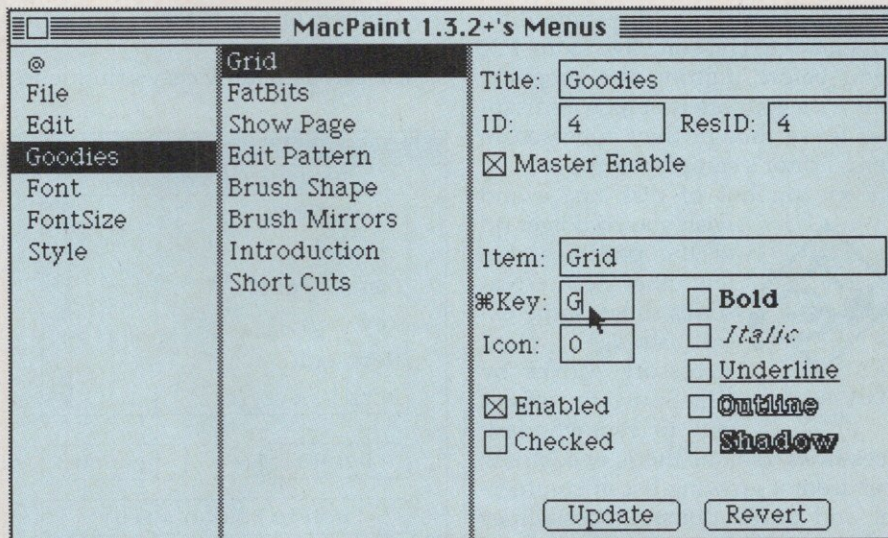 MacPaint 1.3.2+'s Menus
@
File
Edit
Goodies
Font
FontSize
Style
Grid
FatBits
Show Page
Edit Pattern
Brush Shape
Brush Mirrors
Introduction
Short Cuts
Title: Goodies
ID: 4 ResID: 4
Master Enable
Item: Grid
⌘Key: G
Icon: 0
Enabled
Checked
Bold
Italic
Underline
Outline
Shadow
Update Revert